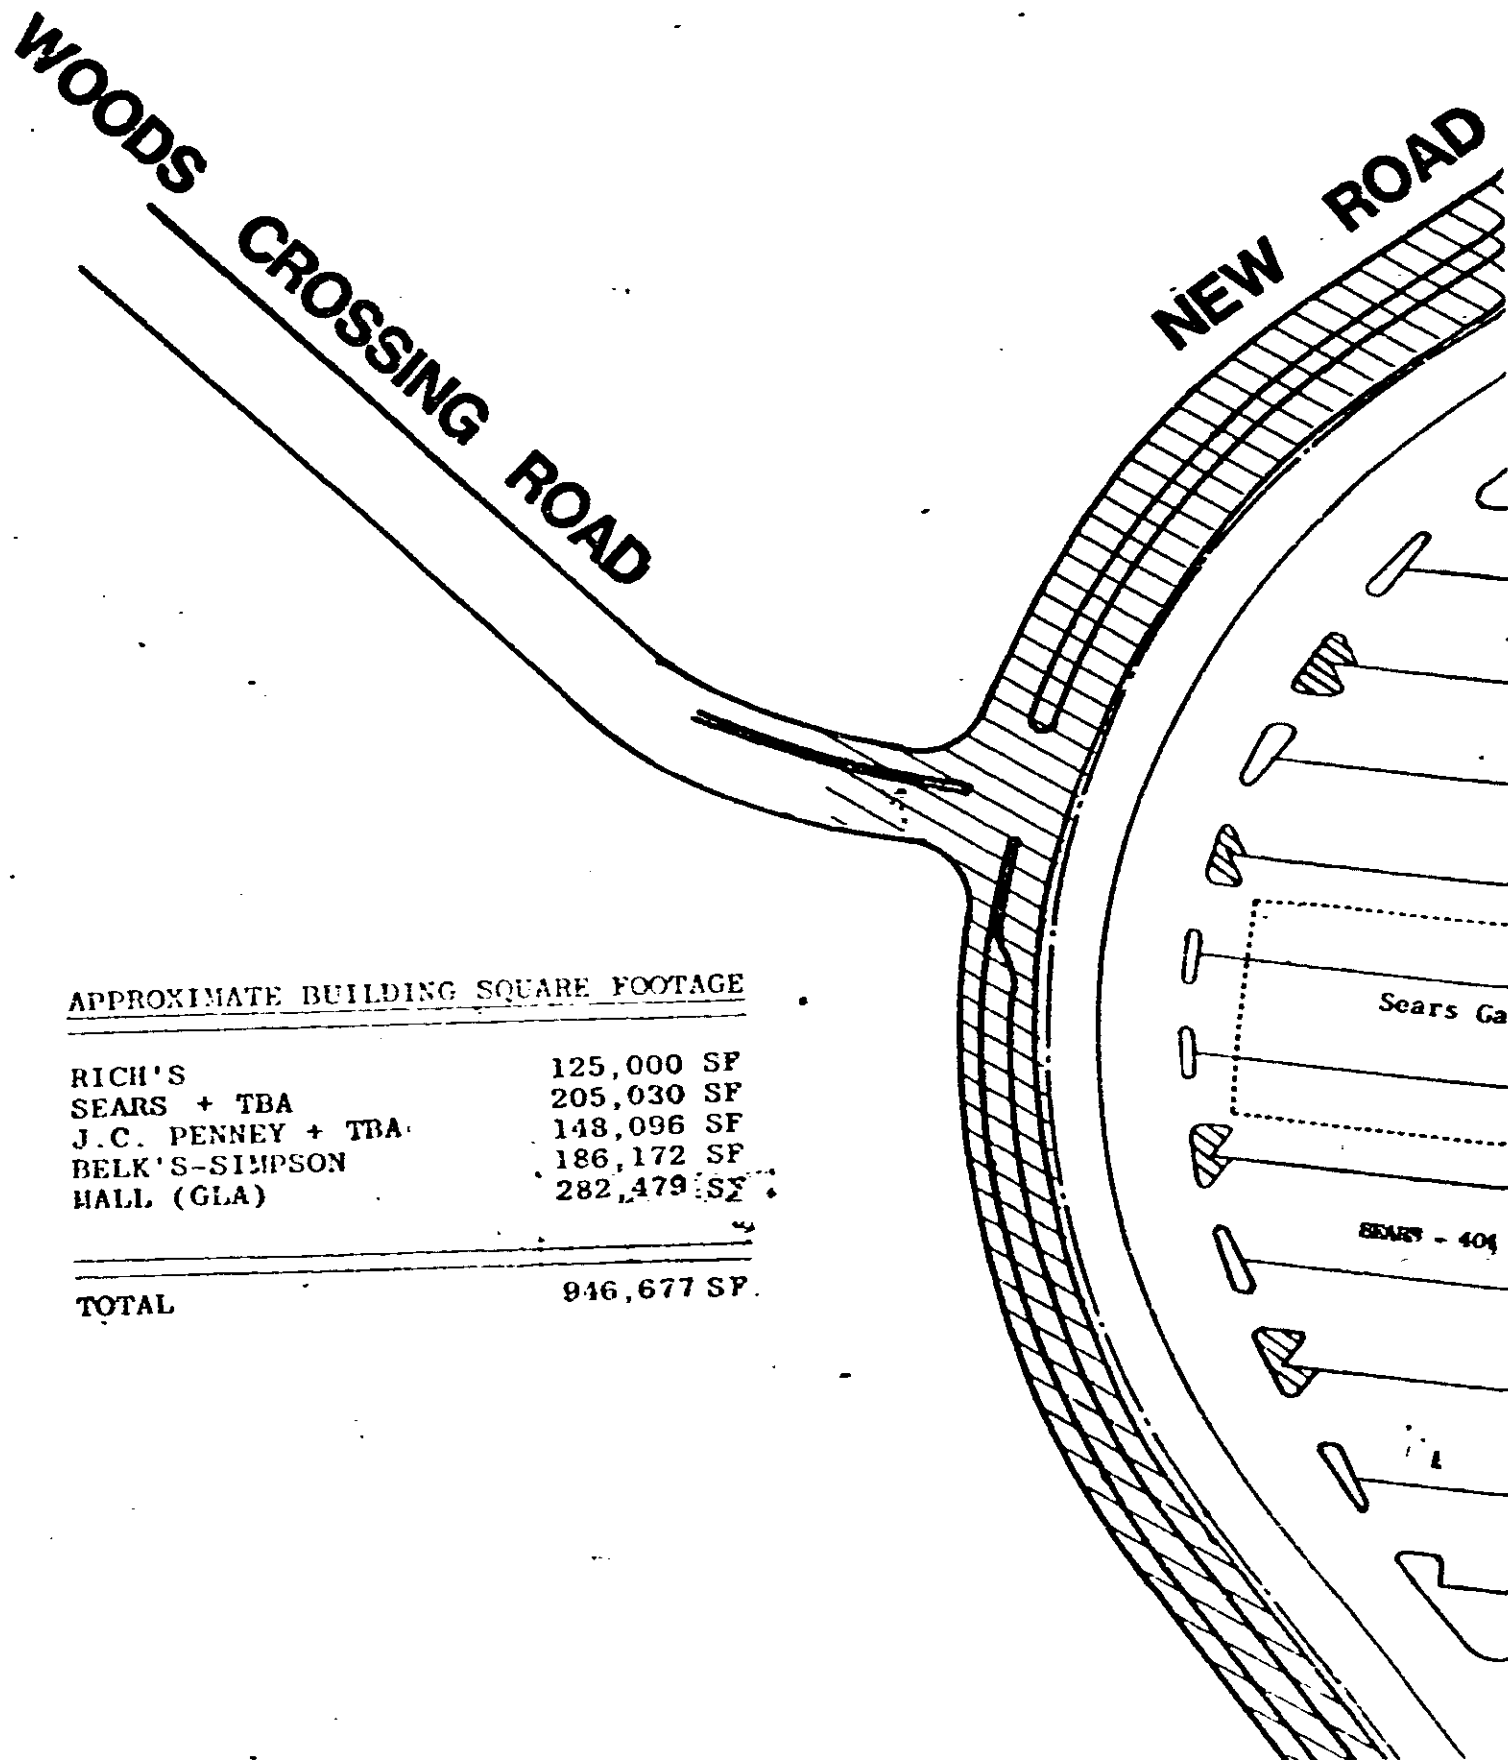 WOODS CROSSING ROAD
NEW ROAD
APPROXIMATE BUILDING SQUARE FOOTAGE
RICH'S 125,000 SF
SEARS + TBA 205,030 SF
J.C. PENNEY + TBA 148,096 SF
BELK'S-SIMPSON 186,172 SF
MALL (GLA) 282,479 SF
TOTAL 946,677 SF
Sears Ga
SEARS - 404